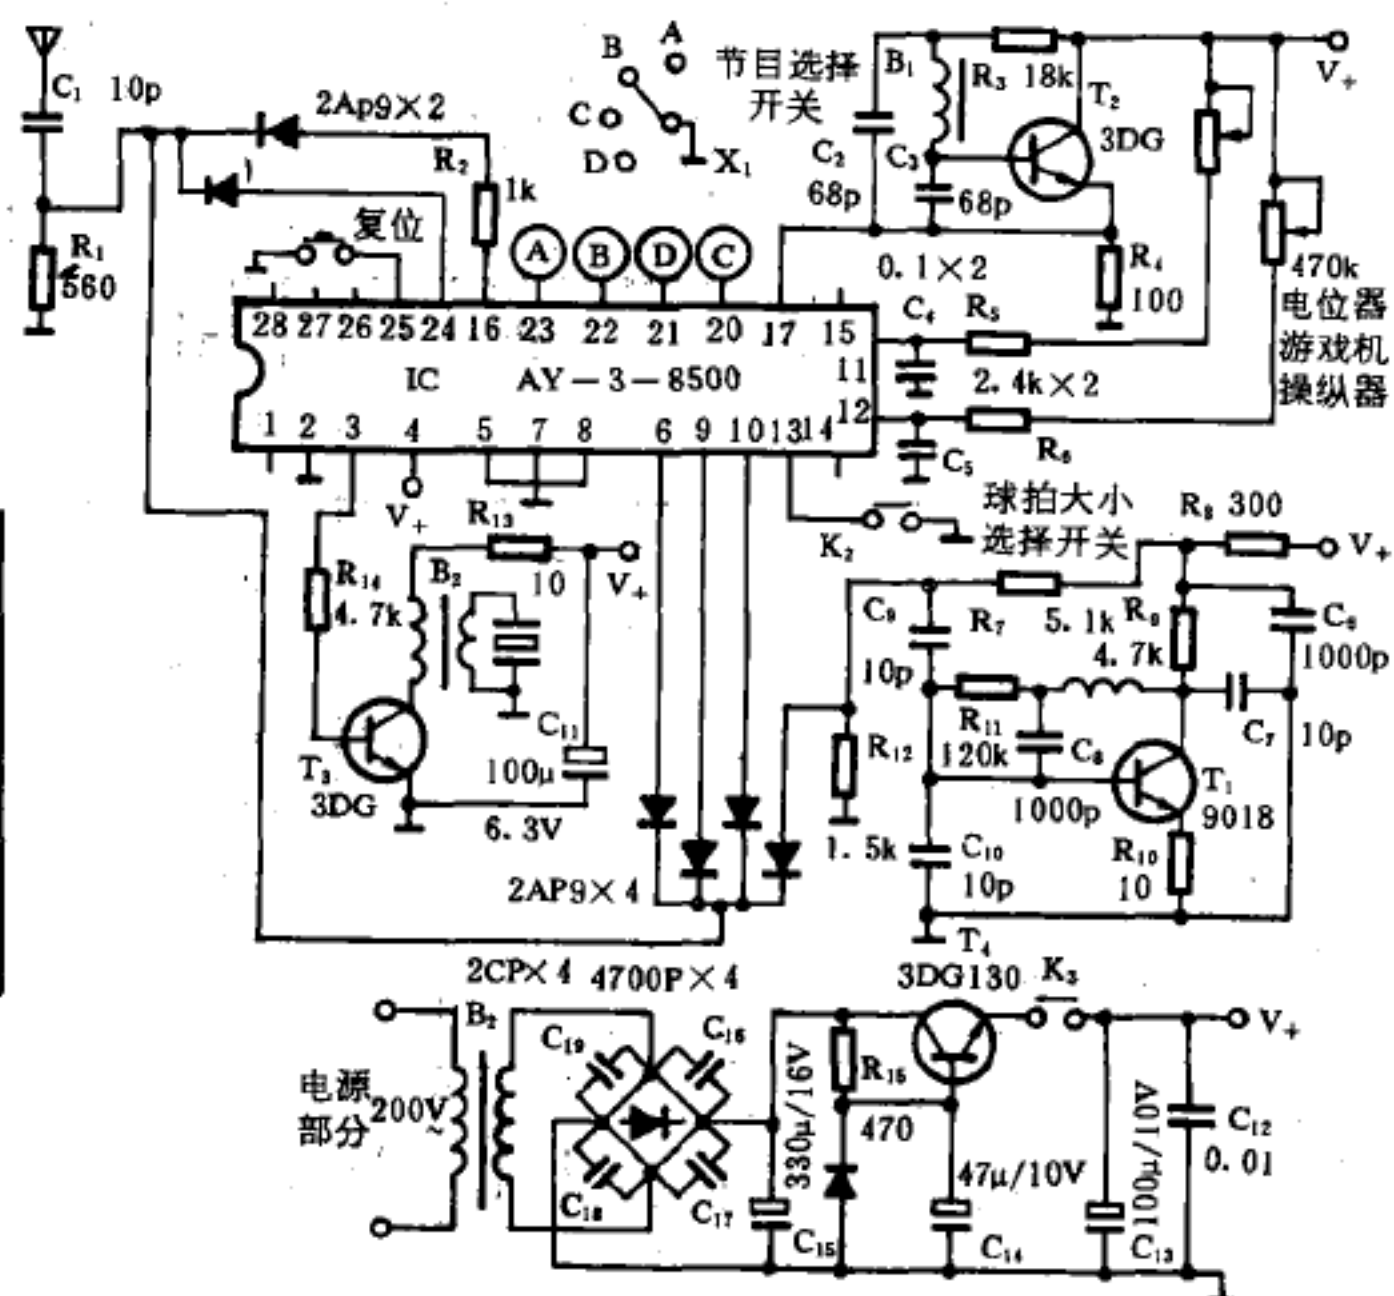 C₁ 10p
2Ap9×2
R₂
1k
R₁
560
复位
A
B
C
D
X₁
节目选择
开关
B₁
R₃ 18k
T₂
3DG
V₊
C₂
68p
C₃
68p
R₄
100
470k
电位器
游戏机
操纵器
A B D C
0.1×2
C₄ R₅
2.4k×2
C₅ R₆
28 27 26 25 24 16 23 22 21 20 17 15
11
IC AY-3-8500
12
1 2 3 4 5 7 8 6 9 10 13 14
V₊
R₁₃
10
V₊
R₁₄
4.7k
B₂
T₃
3DG
C₁₁
100μ
6.3V
2AP9×4
K₂
球拍大小
选择开关
R₈ 300
V₊
C₉
10p
R₇ 5.1k
R₉
4.7k
1000p
R₁₁
120k
C₈
1000p
C₇ 10p
T₁
9018
R₁₂
1.5k
C₁₀
10p
R₁₀
10
T₄
3DG130 K₃
2CP×4 4700P×4
B₂
电源
部分
200V
~
C₁₉ C₁₆
C₁₈ C₁₇
330μ/16V
C₁₅
R₁₅
470
47μ/10V
C₁₄
100μ/10V
C₁₃
C₁₂
0.01
V₊